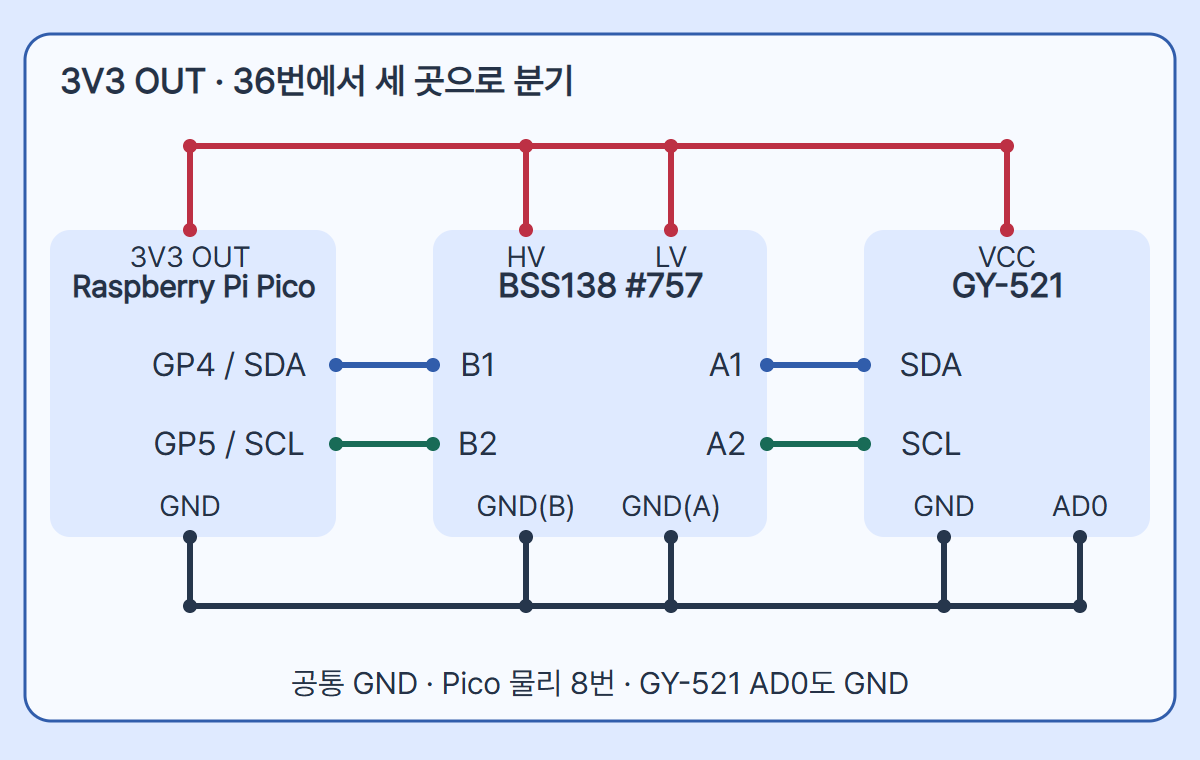 3V3 OUT · 36번에서 세 곳으로 분기
3V3 OUT
Raspberry Pi Pico
HV LV
BSS138 #757
VCC
GY-521
GP4 / SDA B1 A1 SDA
GP5 / SCL B2 A2 SCL
GND GND(B) GND(A) GND AD0
공통 GND · Pico 물리 8번 · GY-521 AD0도 GND